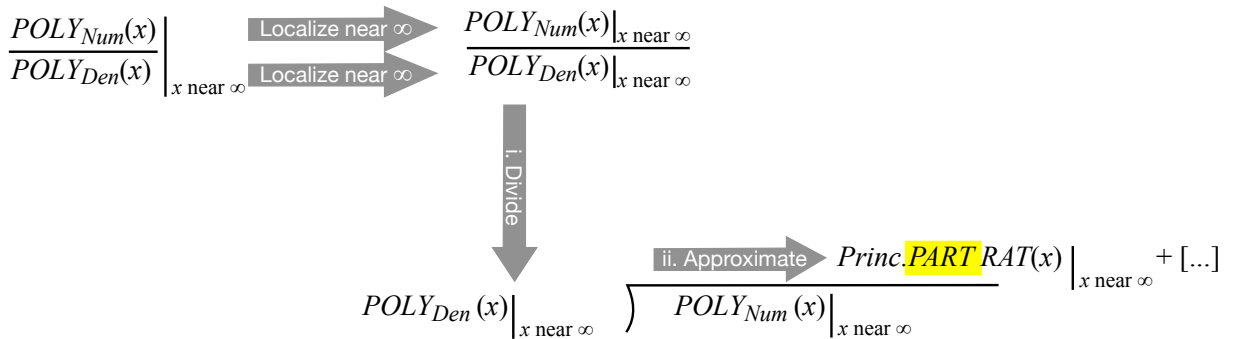 POLY_Num(x) / POLY_Den(x) |x near ∞
Localize near ∞
Localize near ∞
POLY_Num(x)|x near ∞ / POLY_Den(x)|x near ∞
i. Divide
ii. Approximate
Princ.PART RAT(x) |x near ∞ + [...]
POLY_Den (x)|x near ∞ ) POLY_Num (x)|x near ∞